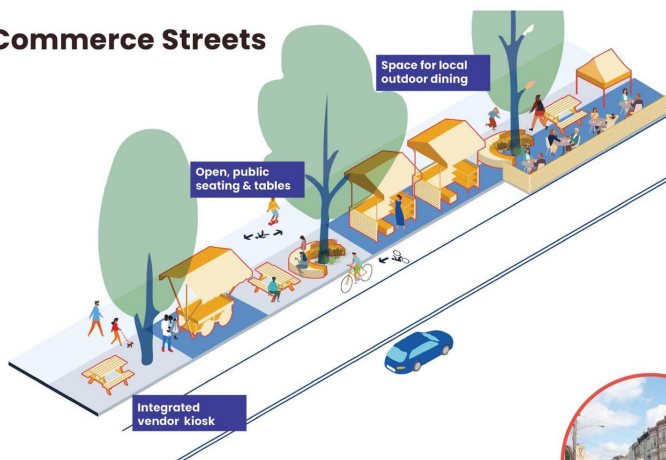 Commerce Streets
Space for local
outdoor dining
Open, public
seating & tables
Integrated
vendor kiosk